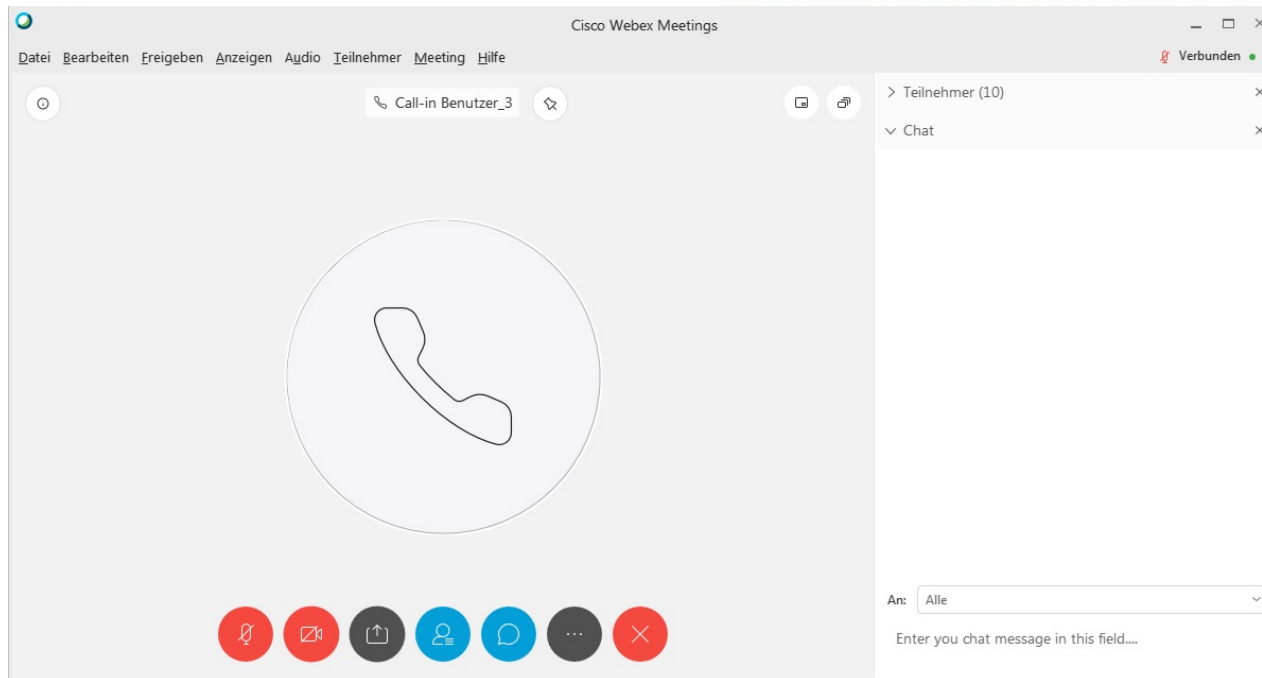 Cisco Webex Meetings
Datei Bearbeiten Freigeben Anzeigen Audio Teilnehmer Meeting Hilfe
Verbunden
Call-in Benutzer_3
Teilnehmer (10)
Chat
An: Alle
Enter you chat message in this field....